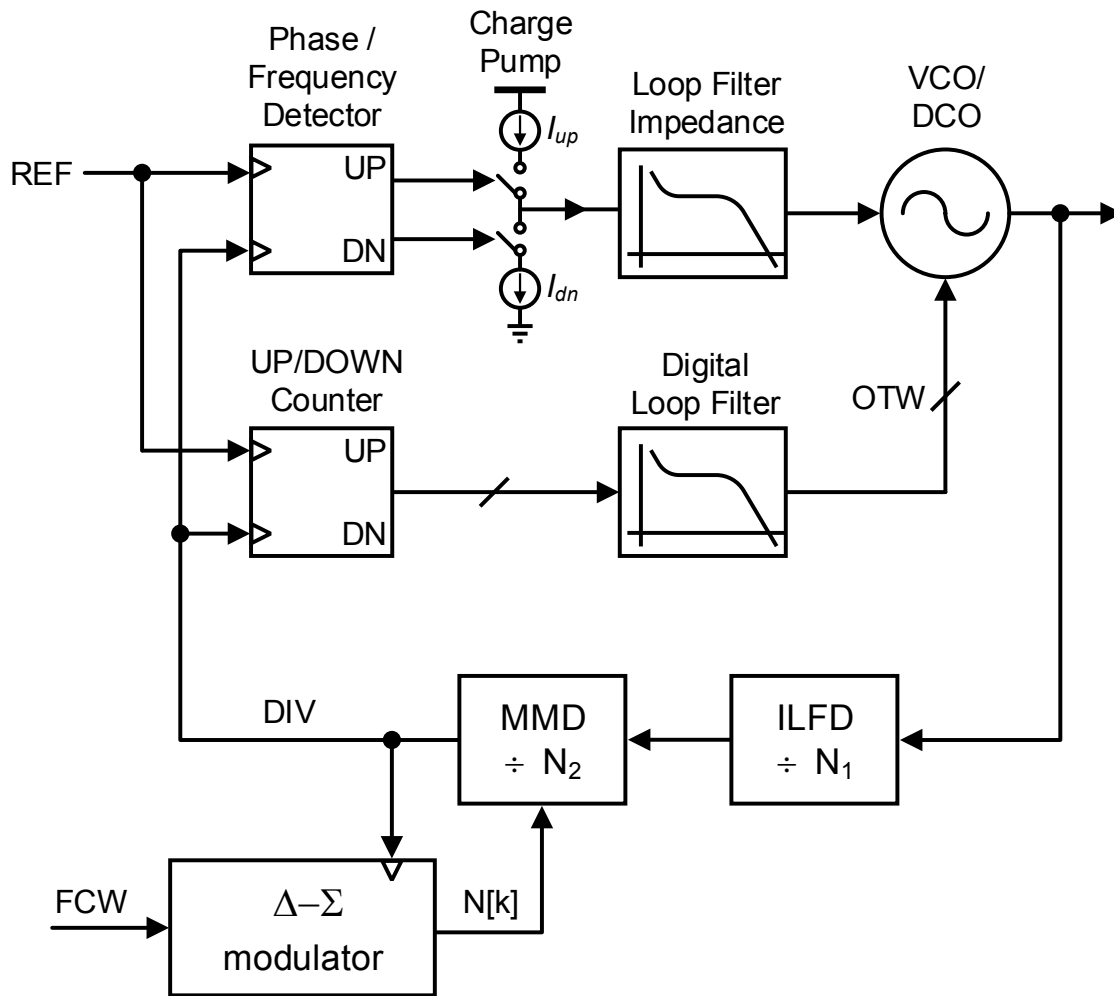 Phase /
Frequency
Detector
Charge
Pump
Loop Filter
Impedance
VCO/
DCO
REF
UP
DN
Iup
Idn
UP/DOWN
Counter
UP
DN
Digital
Loop Filter
OTW
DIV
MMD
÷ N2
ILFD
÷ N1
FCW
Δ–Σ
modulator
N[k]